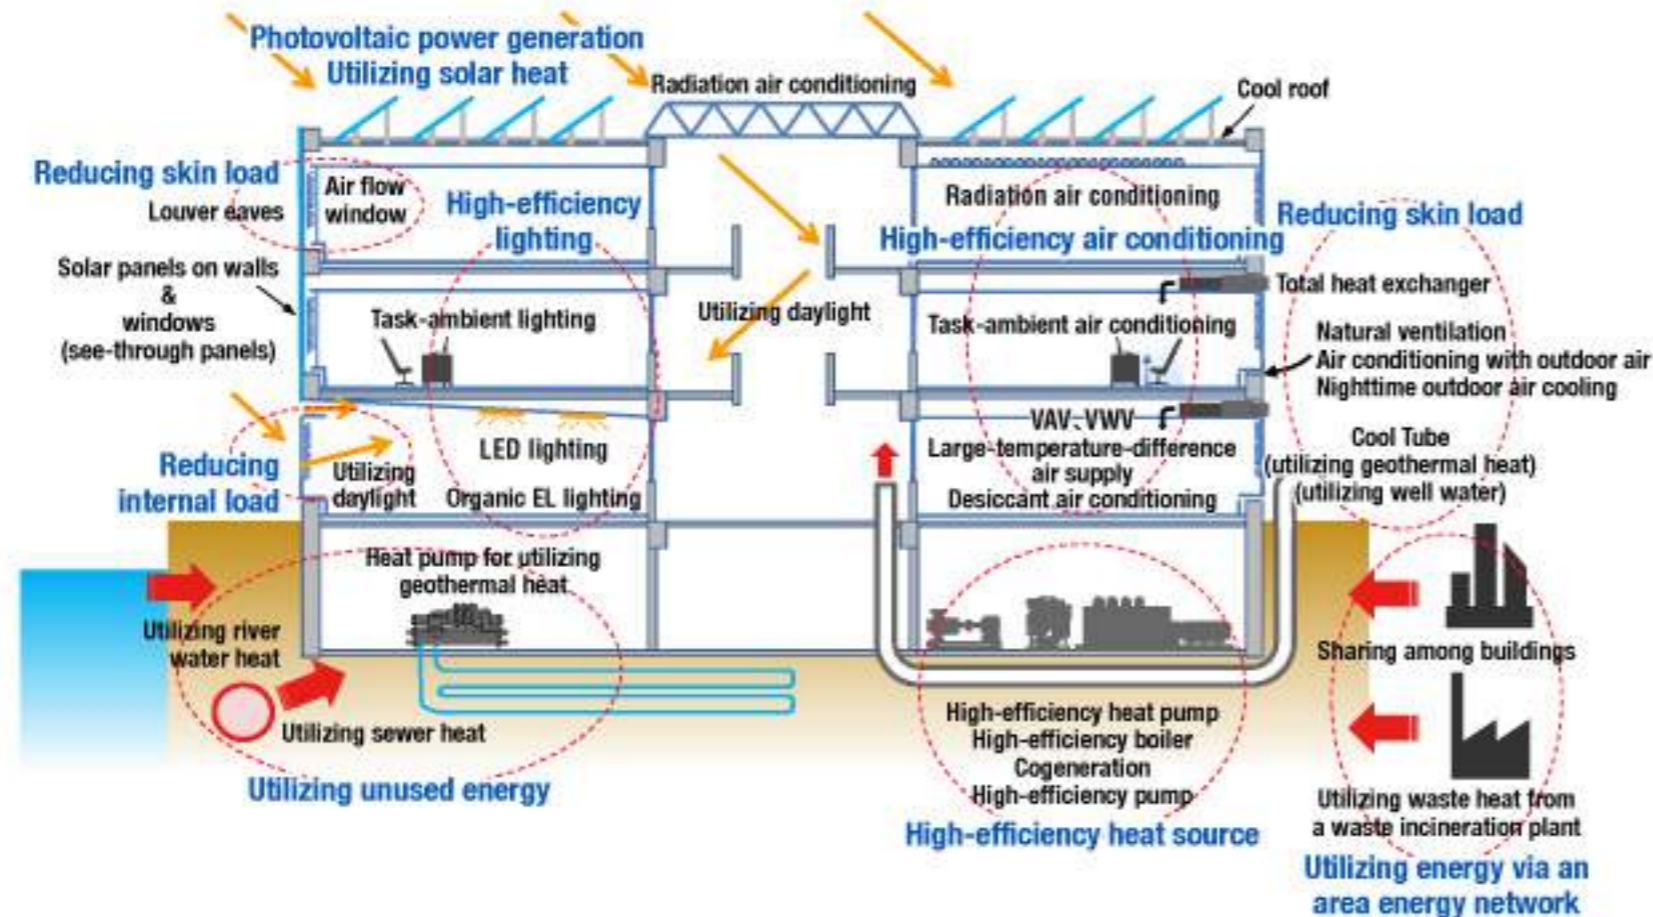 Photovoltaic power generation
Utilizing solar heat
Radiation air conditioning
Cool roof
Reducing skin load
Louver eaves
Air flow
window
High-efficiency
lighting
Radiation air conditioning
High-efficiency air conditioning
Reducing skin load
Solar panels on walls
&
windows
(see-through panels)
Task-ambient lighting
Utilizing daylight
Task-ambient air conditioning
Total heat exchanger
Natural ventilation
Air conditioning with outdoor air
Nighttime outdoor air cooling
Reducing
internal load
Utilizing
daylight
LED lighting
Organic EL lighting
VAV、VWV
Large-temperature-difference
air supply
Desiccant air conditioning
Cool Tube
(utilizing geothermal heat)
(utilizing well water)
Heat pump for utilizing
geothermal heat
Utilizing river
water heat
Utilizing sewer heat
Utilizing unused energy
High-efficiency heat pump
High-efficiency boiler
Cogeneration
High-efficiency pump
High-efficiency heat source
Sharing among buildings
Utilizing waste heat from
a waste incineration plant
Utilizing energy via an
area energy network